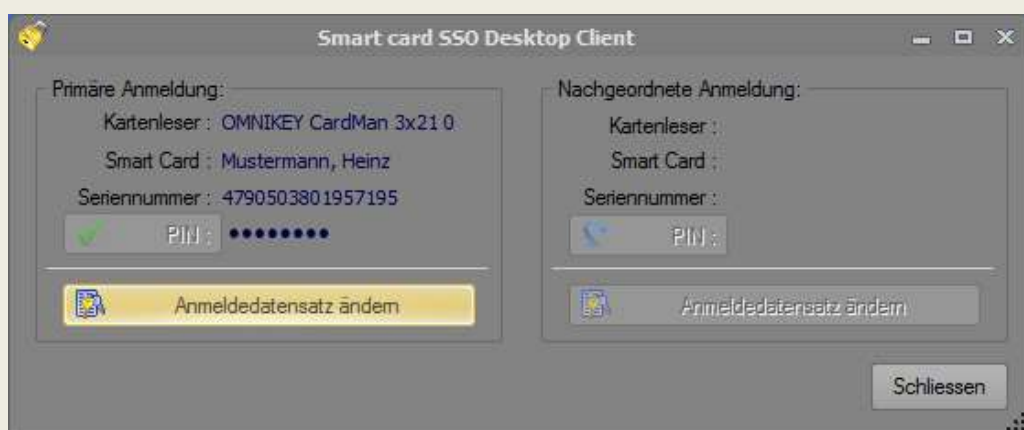 Smart card SSO Desktop Client
Primäre Anmeldung:
Kartenleser : OMNIKEY CardMan 3x21 0
Smart Card : Mustermann, Heinz
Seriennummer : 4790503801957195
PIN : ••••••••
Anmeldedatensatz ändern
Nachgeordnete Anmeldung:
Kartenleser :
Smart Card :
Seriennummer :
PIN :
Anmeldedatensatz ändern
Schliessen